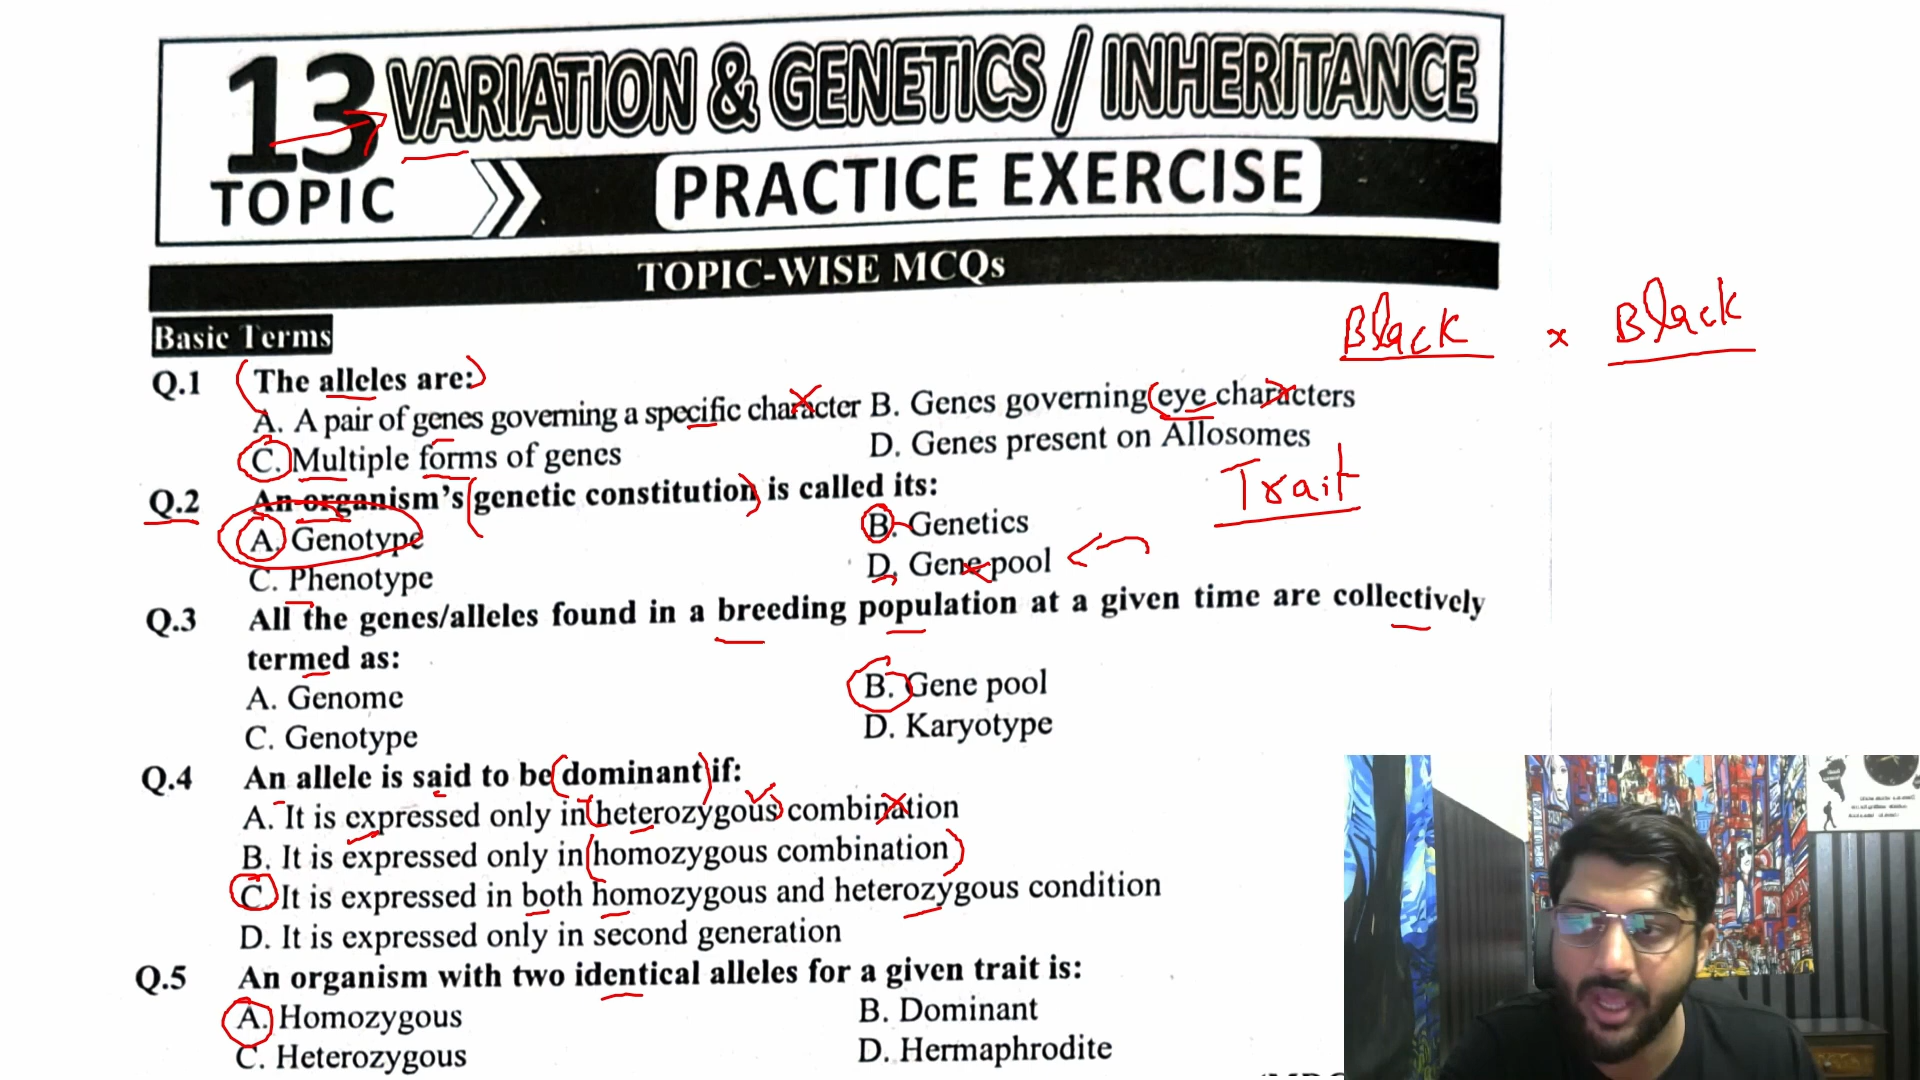 13 VARIATION & GENETICS / INHERITANCE
TOPIC PRACTICE EXERCISE
TOPIC-WISE MCQs
Basic Terms
Black × Black
Q.1 The alleles are:
A. A pair of genes governing a specific character B. Genes governing eye characters
C. Multiple forms of genes D. Genes present on Allosomes
Trait
Q.2 An organism's genetic constitution is called its:
A. Genotype B. Genetics
C. Phenotype D. Gene pool
Q.3 All the genes/alleles found in a breeding population at a given time are collectively
termed as:
A. Genome B. Gene pool
C. Genotype D. Karyotype
Q.4 An allele is said to be dominant if:
A. It is expressed only in heterozygous combination
B. It is expressed only in homozygous combination
C. It is expressed in both homozygous and heterozygous condition
D. It is expressed only in second generation
Q.5 An organism with two identical alleles for a given trait is:
A. Homozygous B. Dominant
C. Heterozygous D. Hermaphrodite